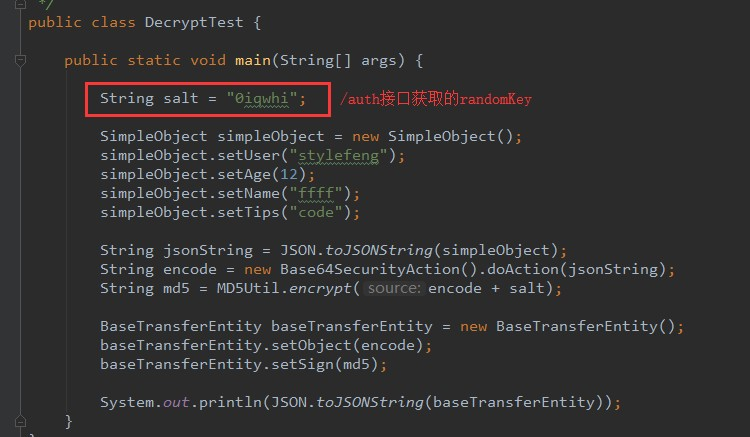 */
public class DecryptTest {
public static void main(String[] args) {
String salt = "0iqwhi"; /auth接口获取的randomKey
SimpleObject simpleObject = new SimpleObject();
simpleObject.setUser("stylefeng");
simpleObject.setAge(12);
simpleObject.setName("ffff");
simpleObject.setTips("code");
String jsonString = JSON.toJSONString(simpleObject);
String encode = new Base64SecurityAction().doAction(jsonString);
String md5 = MD5Util.encrypt( source: encode + salt);
BaseTransferEntity baseTransferEntity = new BaseTransferEntity();
baseTransferEntity.setObject(encode);
baseTransferEntity.setSign(md5);
System.out.println(JSON.toJSONString(baseTransferEntity));
}
}